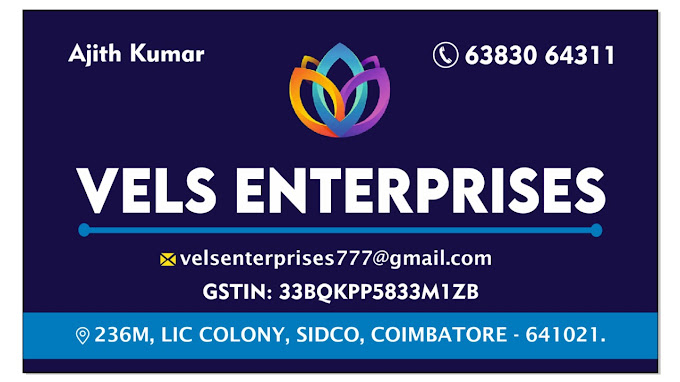 Ajith Kumar
63830 64311
VELS ENTERPRISES
velsenterprises777@gmail.com
GSTIN: 33BQKPP5833M1ZB
236M, LIC COLONY, SIDCO, COIMBATORE - 641021.